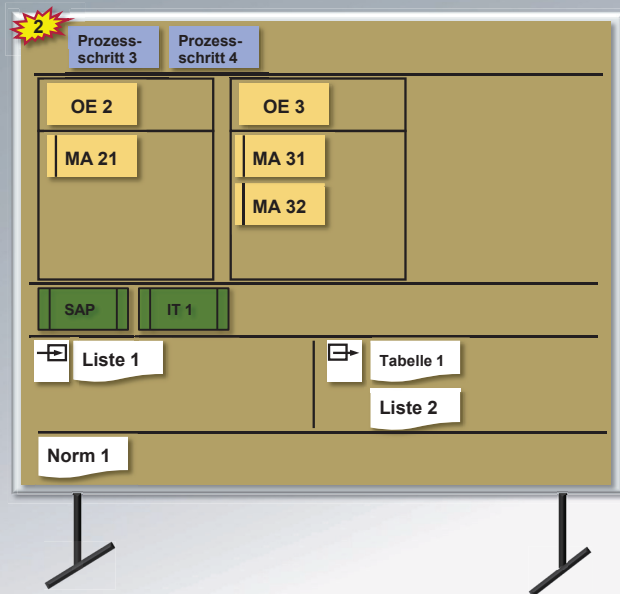 2
Prozess-
schritt 3
Prozess-
schritt 4
OE 2
OE 3
MA 21
MA 31
MA 32
SAP
IT 1
Liste 1
Tabelle 1
Liste 2
Norm 1